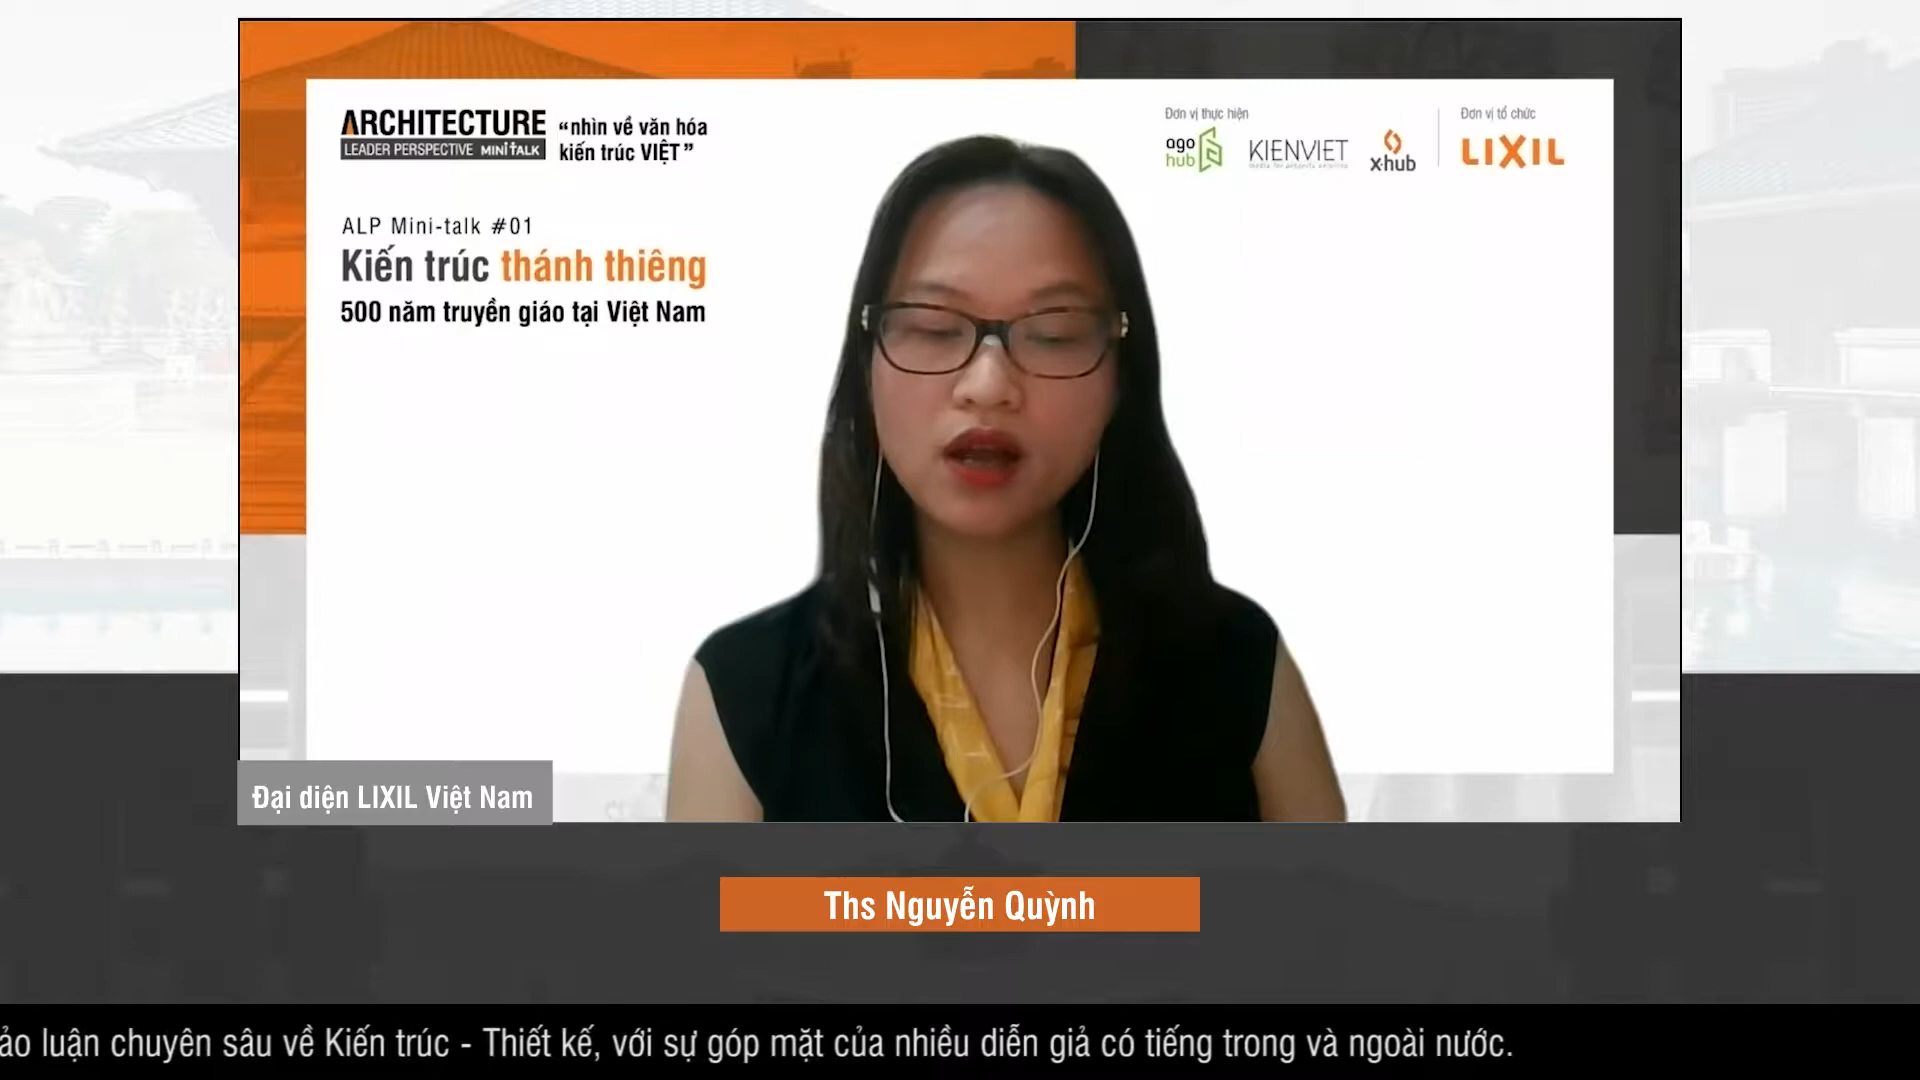 ARCHITECTURE
LEADER PERSPECTIVE MINITALK
“nhìn về văn hóa
kiến trúc VIỆT”
Đơn vị thực hiện
ago
hub
KIENVIET
x-hub
Đơn vị tổ chức
LIXIL
ALP Mini-talk #01
Kiến trúc thánh thiêng
500 năm truyền giáo tại Việt Nam
Đại diện LIXIL Việt Nam
Ths Nguyễn Quỳnh
ảo luận chuyên sâu về Kiến trúc - Thiết kế, với sự góp mặt của nhiều diễn giả có tiếng trong và ngoài nước.